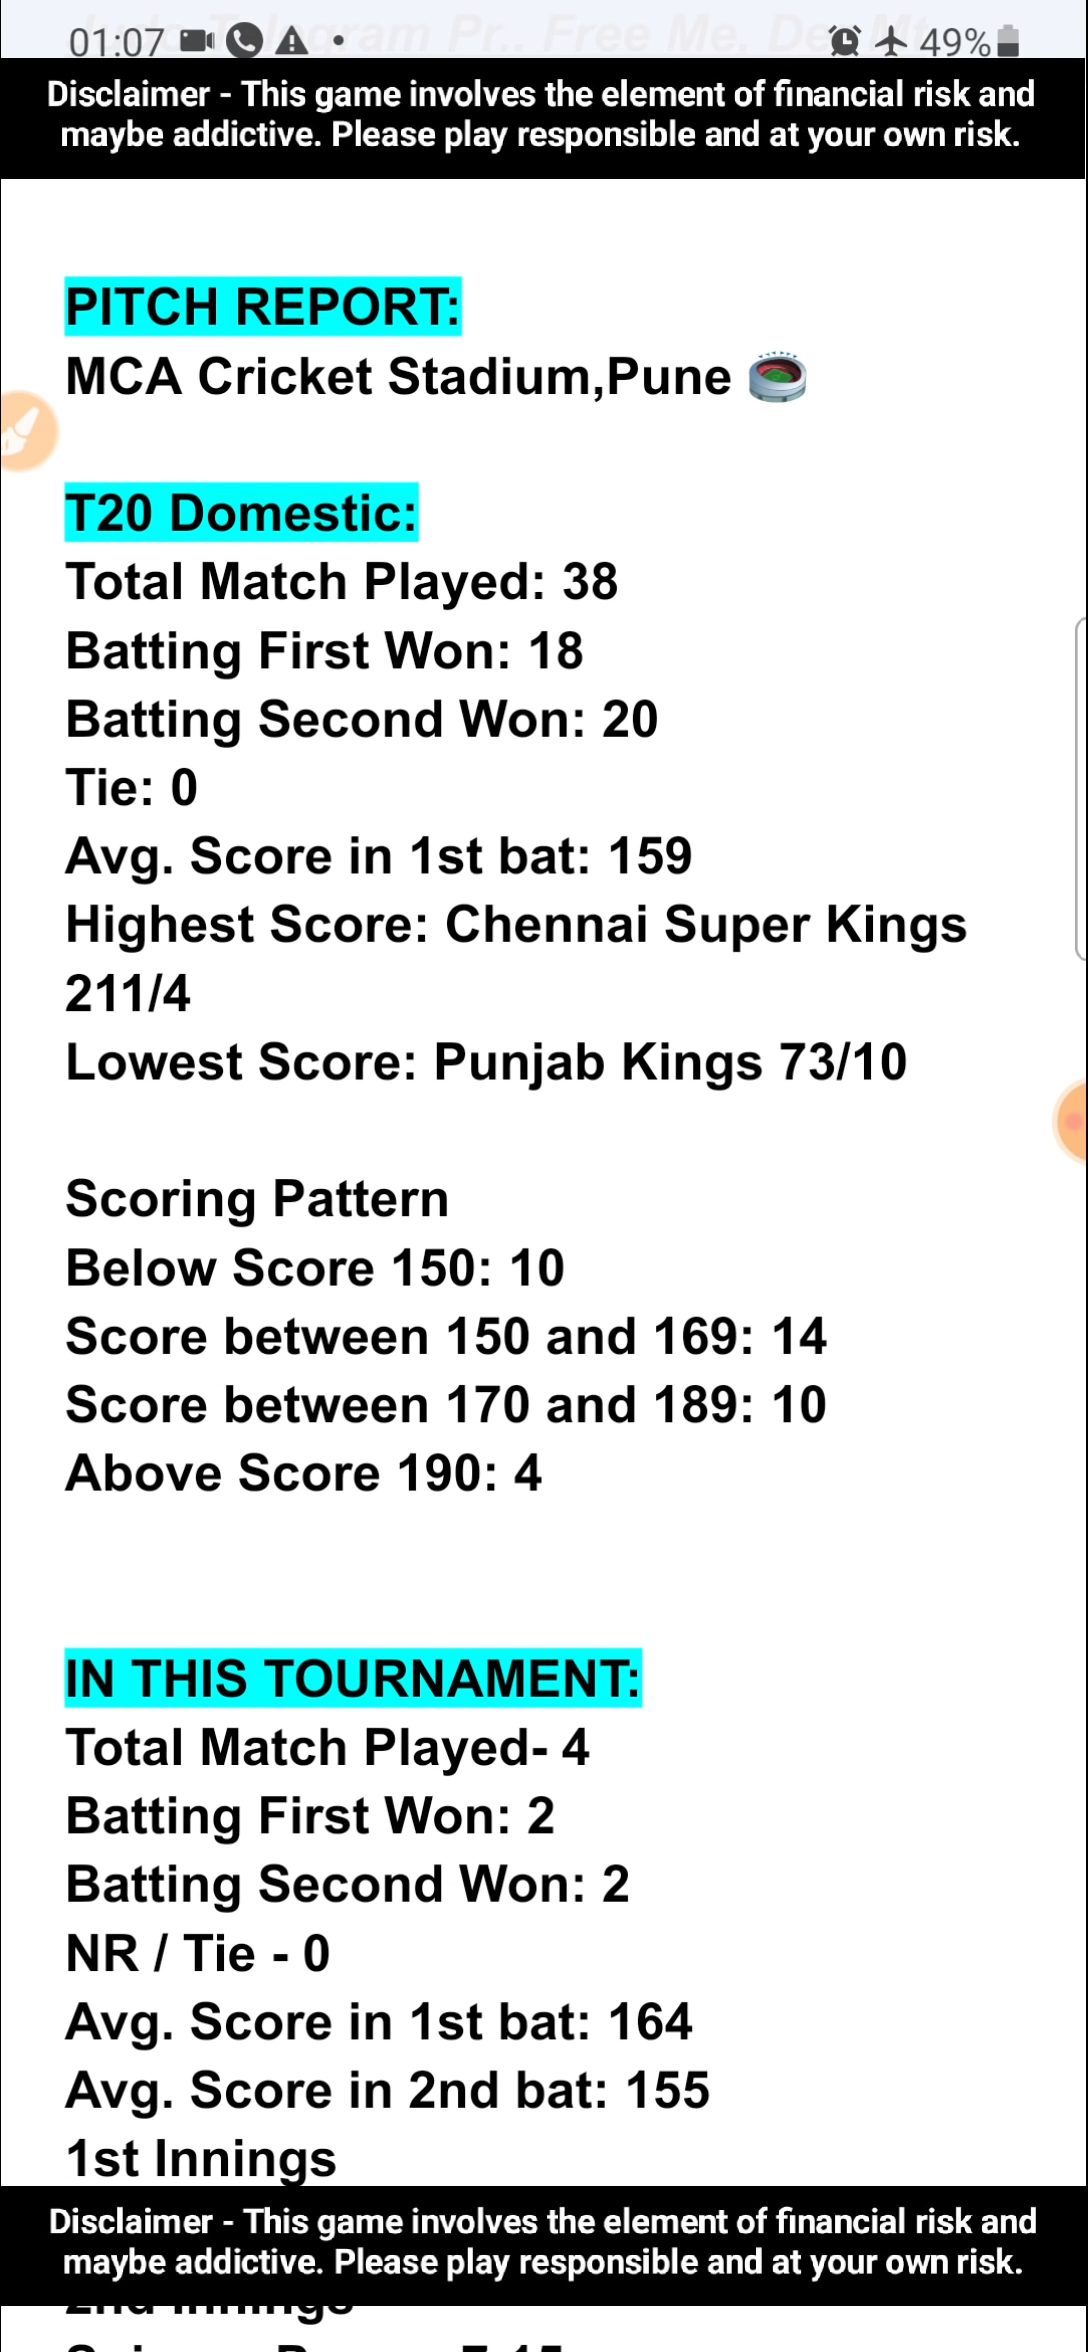 01:07
49%
Disclaimer - This game involves the element of financial risk and
maybe addictive. Please play responsible and at your own risk.
PITCH REPORT:
MCA Cricket Stadium,Pune
T20 Domestic:
Total Match Played: 38
Batting First Won: 18
Batting Second Won: 20
Tie: 0
Avg. Score in 1st bat: 159
Highest Score: Chennai Super Kings
211/4
Lowest Score: Punjab Kings 73/10
Scoring Pattern
Below Score 150: 10
Score between 150 and 169: 14
Score between 170 and 189: 10
Above Score 190: 4
IN THIS TOURNAMENT:
Total Match Played- 4
Batting First Won: 2
Batting Second Won: 2
NR / Tie - 0
Avg. Score in 1st bat: 164
Avg. Score in 2nd bat: 155
1st Innings
Disclaimer - This game involves the element of financial risk and
maybe addictive. Please play responsible and at your own risk.